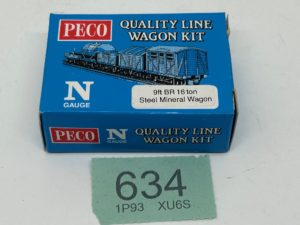 PECO QUALITY LINE
WAGON KIT
N
GAUGE
9ft BR 16 ton
Steel Mineral Wagon
PECO N QUALITY LINE
GAUGE WAGON KIT
634
1P93 XU6S